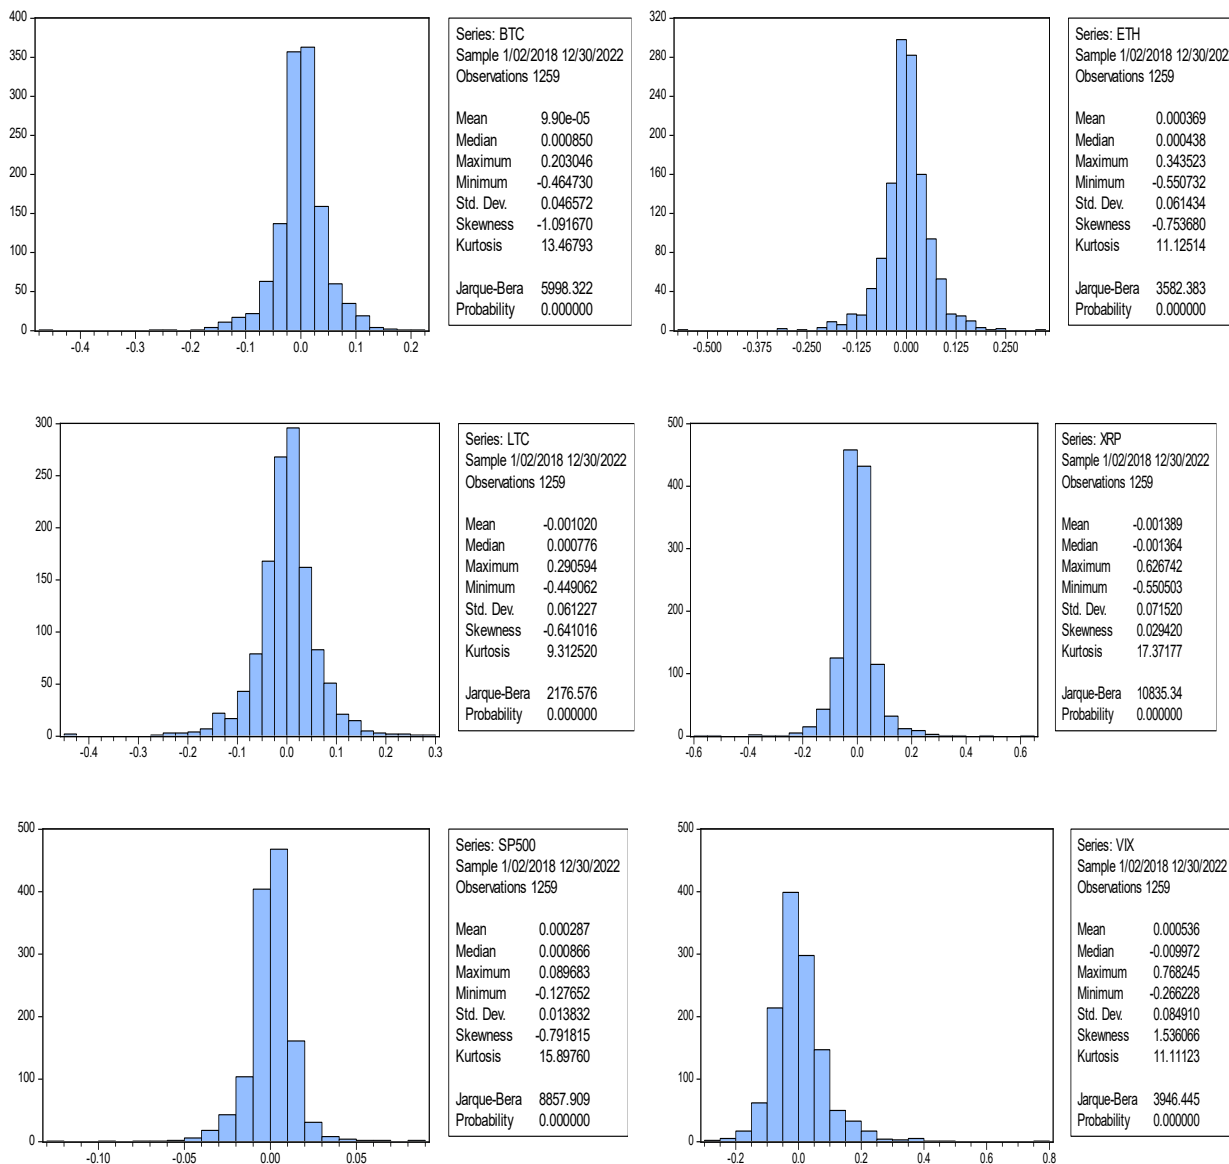 400
350
300
250
200
150
100
50
0
-0.4 -0.3 -0.2 -0.1 0.0 0.1 0.2
Series: BTC
Sample 1/02/2018 12/30/2022
Observations 1259
Mean 9.90e-05
Median 0.000850
Maximum 0.203046
Minimum -0.464730
Std. Dev. 0.046572
Skewness -1.091670
Kurtosis 13.46793
Jarque-Bera 5998.322
Probability 0.000000
320
280
240
200
160
120
80
40
0
-0.500 -0.375 -0.250 -0.125 0.000 0.125 0.250
Series: ETH
Sample 1/02/2018 12/30/202
Observations 1259
Mean 0.000369
Median 0.000438
Maximum 0.343523
Minimum -0.550732
Std. Dev. 0.061434
Skewness -0.753680
Kurtosis 11.12514
Jarque-Bera 3582.383
Probability 0.000000
300
250
200
150
100
50
0
-0.4 -0.3 -0.2 -0.1 0.0 0.1 0.2 0.3
Series: LTC
Sample 1/02/2018 12/30/2022
Observations 1259
Mean -0.001020
Median 0.000776
Maximum 0.290594
Minimum -0.449062
Std. Dev. 0.061227
Skewness -0.641016
Kurtosis 9.312520
Jarque-Bera 2176.576
Probability 0.000000
500
400
300
200
100
0
-0.6 -0.4 -0.2 0.0 0.2 0.4 0.6
Series: XRP
Sample 1/02/2018 12/30/2022
Observations 1259
Mean -0.001389
Median -0.001364
Maximum 0.626742
Minimum -0.550503
Std. Dev. 0.071520
Skewness 0.029420
Kurtosis 17.37177
Jarque-Bera 10835.34
Probability 0.000000
500
400
300
200
100
0
-0.10 -0.05 0.00 0.05
Series: SP500
Sample 1/02/2018 12/30/2022
Observations 1259
Mean 0.000287
Median 0.000866
Maximum 0.089683
Minimum -0.127652
Std. Dev. 0.013832
Skewness -0.791815
Kurtosis 15.89760
Jarque-Bera 8857.909
Probability 0.000000
500
400
300
200
100
0
-0.2 0.0 0.2 0.4 0.6 0.8
Series: VIX
Sample 1/02/2018 12/30/2022
Observations 1259
Mean 0.000536
Median -0.009972
Maximum 0.768245
Minimum -0.266228
Std. Dev. 0.084910
Skewness 1.536066
Kurtosis 11.11123
Jarque-Bera 3946.445
Probability 0.000000